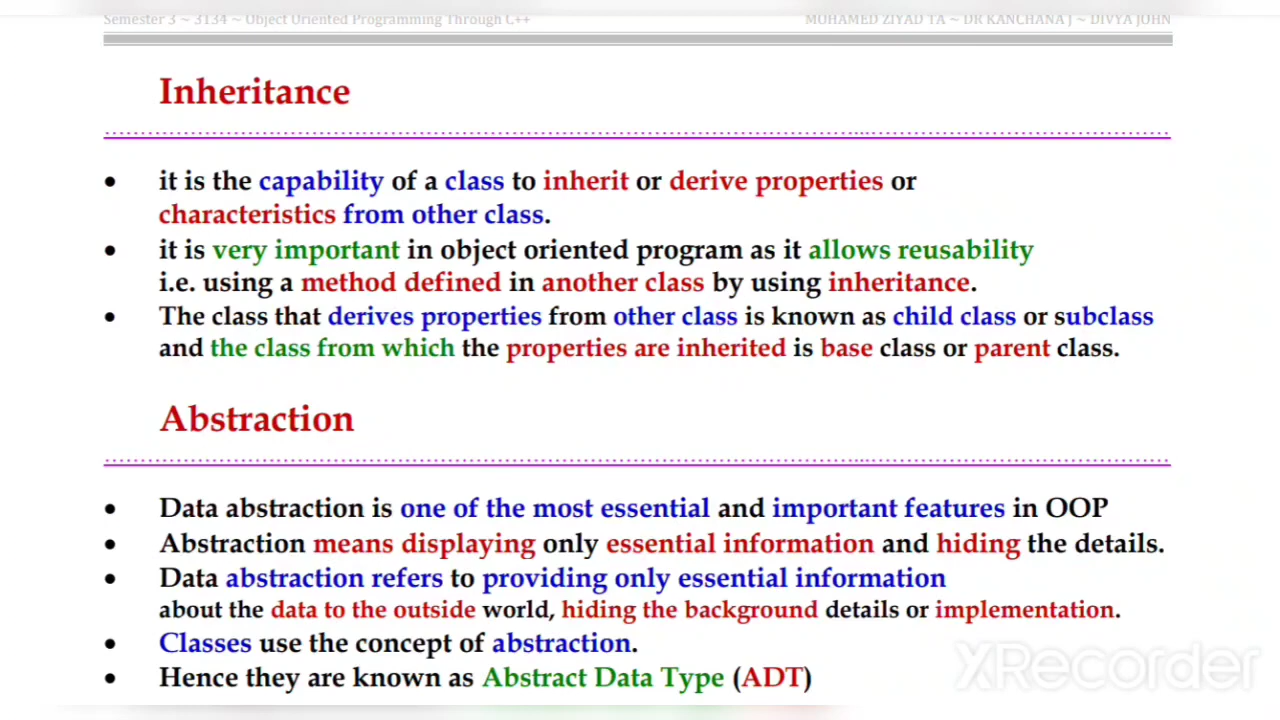 Semester 3 ~ 3134 ~ Object Oriented Programming Through C++ MOHAMED ZIYAD TA ~ DR KANCHANA J ~ DIVYA JOHN
Inheritance
• it is the capability of a class to inherit or derive properties or
characteristics from other class.
• it is very important in object oriented program as it allows reusability
i.e. using a method defined in another class by using inheritance.
• The class that derives properties from other class is known as child class or subclass
and the class from which the properties are inherited is base class or parent class.
Abstraction
• Data abstraction is one of the most essential and important features in OOP
• Abstraction means displaying only essential information and hiding the details.
• Data abstraction refers to providing only essential information
about the data to the outside world, hiding the background details or implementation.
• Classes use the concept of abstraction.
• Hence they are known as Abstract Data Type (ADT)
XRecorder